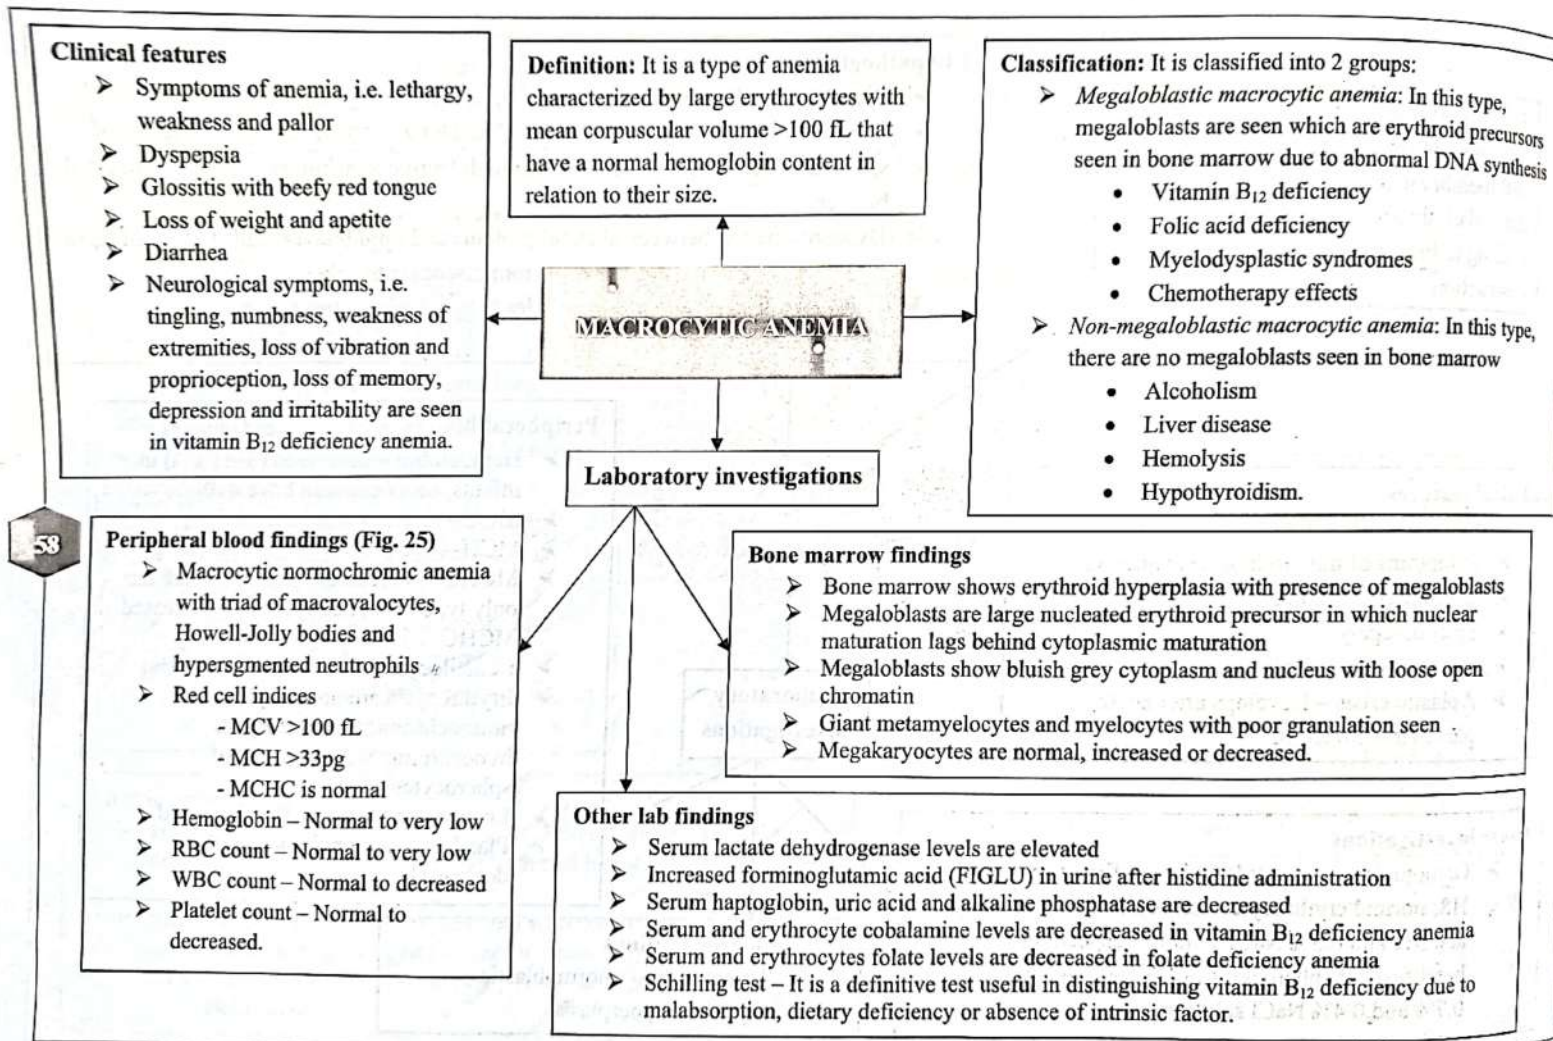 Clinical features
➢ Symptoms of anemia, i.e. lethargy,
weakness and pallor
➢ Dyspepsia
➢ Glossitis with beefy red tongue
➢ Loss of weight and apetite
➢ Diarrhea
➢ Neurological symptoms, i.e.
tingling, numbness, weakness of
extremities, loss of vibration and
proprioception, loss of memory,
depression and irritability are seen
in vitamin B₁₂ deficiency anemia.
Definition: It is a type of anemia
characterized by large erythrocytes with
mean corpuscular volume >100 fL that
have a normal hemoglobin content in
relation to their size.
Classification: It is classified into 2 groups:
➢ Megaloblastic macrocytic anemia: In this type,
megaloblasts are seen which are erythroid precursors
seen in bone marrow due to abnormal DNA synthesis
• Vitamin B₁₂ deficiency
• Folic acid deficiency
• Myelodysplastic syndromes
• Chemotherapy effects
➢ Non-megaloblastic macrocytic anemia: In this type,
there are no megaloblasts seen in bone marrow
• Alcoholism
• Liver disease
• Hemolysis
• Hypothyroidism.
MACROCYTIC ANEMIA
Laboratory investigations
58
Peripheral blood findings (Fig. 25)
➢ Macrocytic normochromic anemia
with triad of macrovalocytes,
Howell-Jolly bodies and
hypersgmented neutrophils
➢ Red cell indices
- MCV >100 fL
- MCH >33pg
- MCHC is normal
➢ Hemoglobin – Normal to very low
➢ RBC count – Normal to very low
➢ WBC count – Normal to decreased
➢ Platelet count – Normal to
decreased.
Bone marrow findings
➢ Bone marrow shows erythroid hyperplasia with presence of megaloblasts
➢ Megaloblasts are large nucleated erythroid precursor in which nuclear
maturation lags behind cytoplasmic maturation
➢ Megaloblasts show bluish grey cytoplasm and nucleus with loose open
chromatin
➢ Giant metamyelocytes and myelocytes with poor granulation seen
➢ Megakaryocytes are normal, increased or decreased.
Other lab findings
➢ Serum lactate dehydrogenase levels are elevated
➢ Increased forminoglutamic acid (FIGLU) in urine after histidine administration
➢ Serum haptoglobin, uric acid and alkaline phosphatase are decreased
➢ Serum and erythrocyte cobalamine levels are decreased in vitamin B₁₂ deficiency anemia
➢ Serum and erythrocytes folate levels are decreased in folate deficiency anemia
➢ Schilling test – It is a definitive test useful in distinguishing vitamin B₁₂ deficiency due to
malabsorption, dietary deficiency or absence of intrinsic factor.